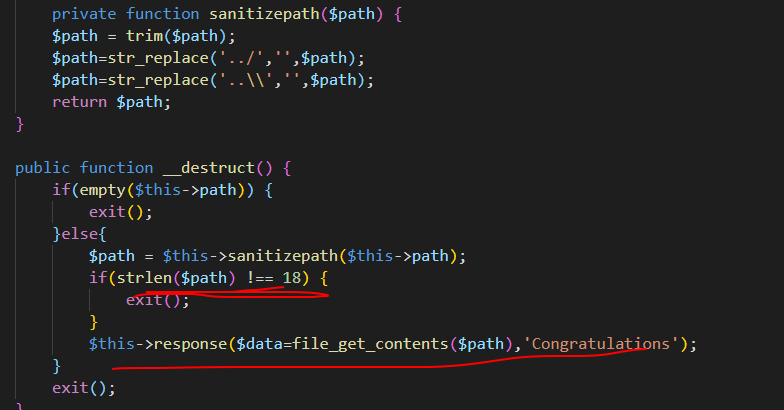 private function sanitizepath($path) {
$path = trim($path);
$path=str_replace('../','',$path);
$path=str_replace('..\\','',$path);
return $path;
}
public function __destruct() {
if(empty($this->path)) {
exit();
}else{
$path = $this->sanitizepath($this->path);
if(strlen($path) !== 18) {
exit();
}
$this->response($data=file_get_contents($path),'Congratulations');
}
exit();
}